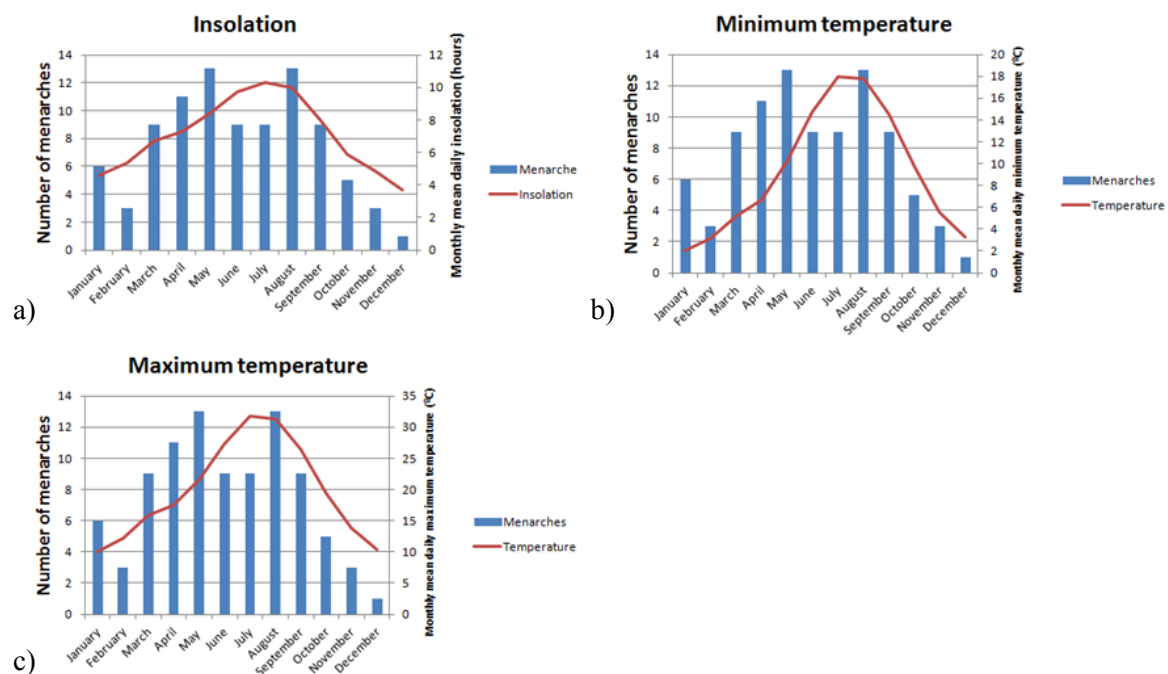 Insolation
14
12
10
8
6
4
2
0
Number of menarches
12
10
8
6
4
2
0
Monthly mean daily insolation (hours)
January
February
March
April
May
June
July
August
September
October
November
December
Menarche
Insolation
a)
Minimum temperature
14
12
10
8
6
4
2
0
Number of menarches
20
18
16
14
12
10
8
6
4
2
0
Monthly mean daily minimum temperature (ºC)
January
February
March
April
May
June
July
August
September
October
November
December
Menarches
Temperature
b)
Maximum temperature
14
12
10
8
6
4
2
0
Number of menarches
35
30
25
20
15
10
5
0
Monthly mean daily maximum temperature (ºC)
January
February
March
April
May
June
July
August
September
October
November
December
Menarches
Temperature
c)